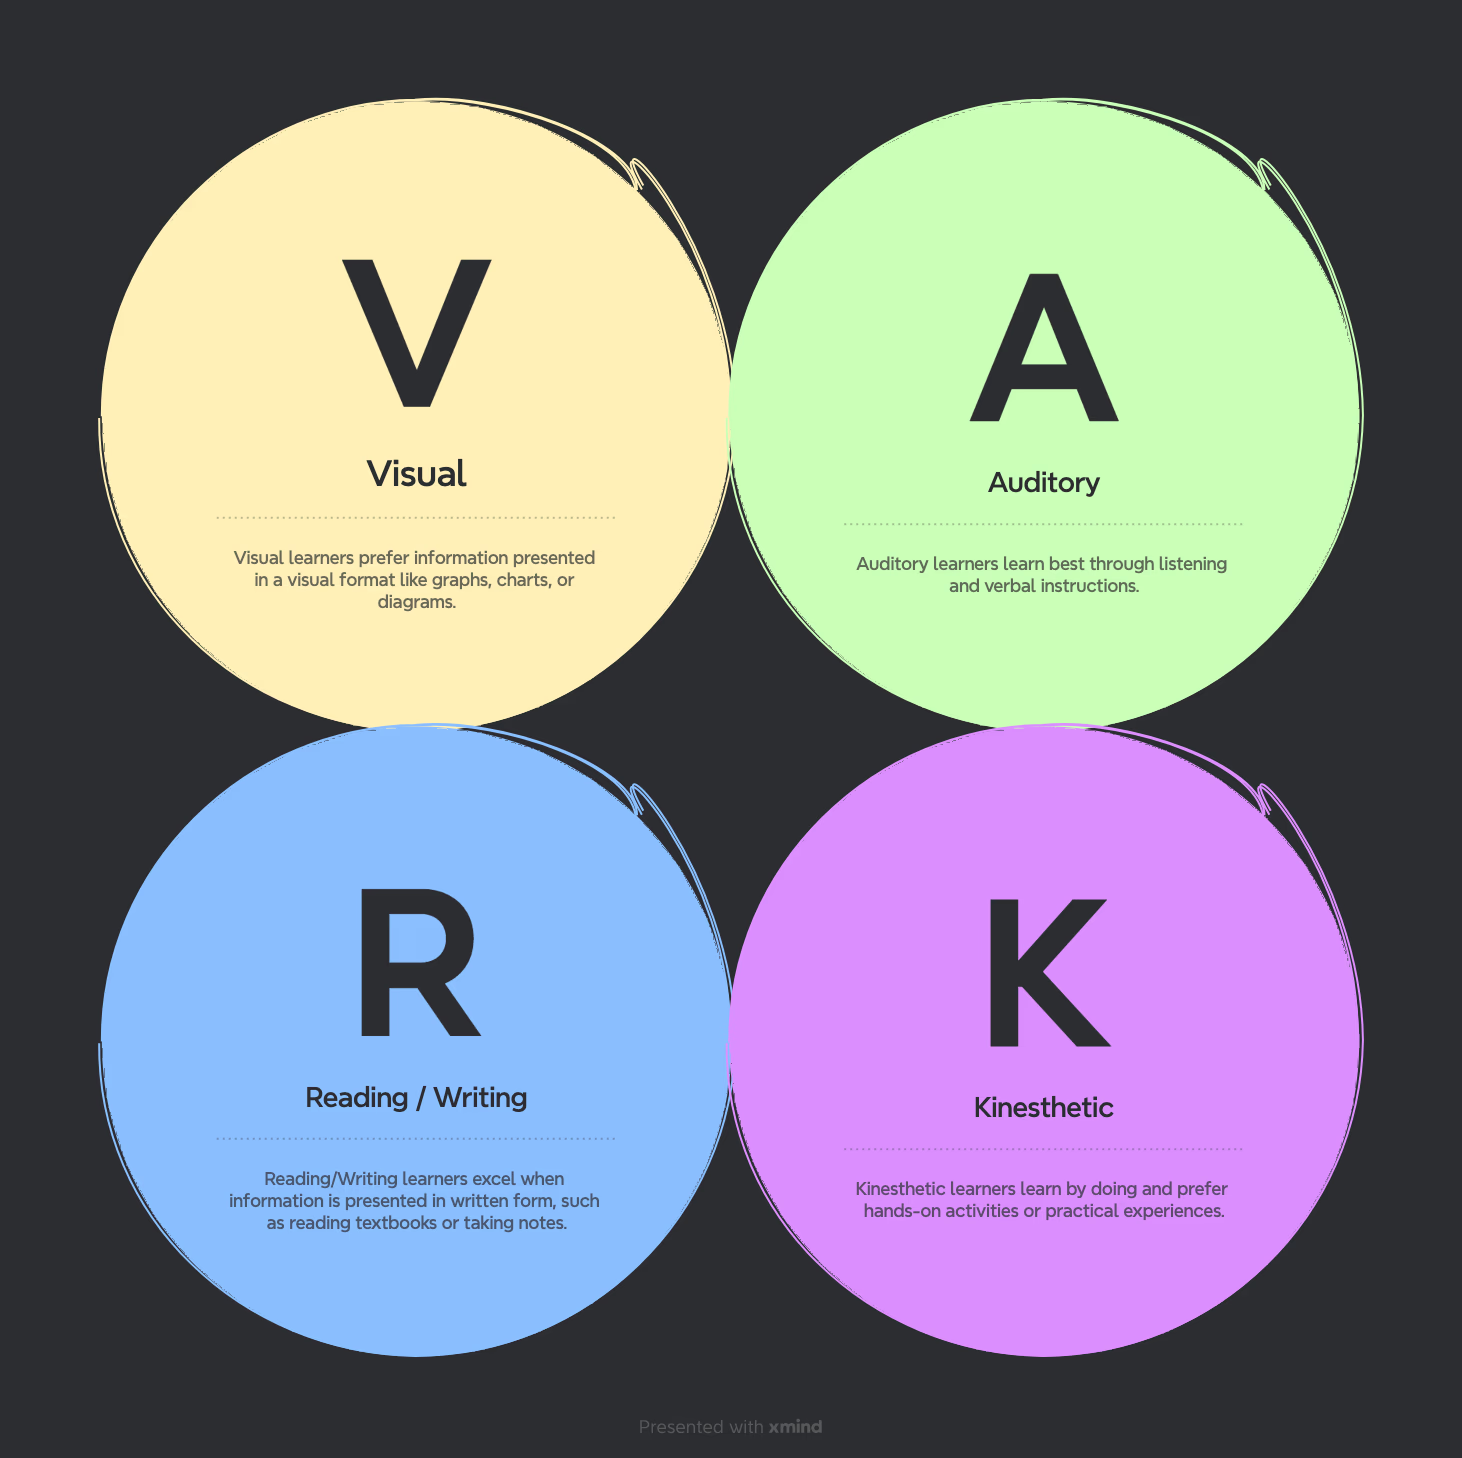 V
Visual
Visual learners prefer information presented
in a visual format like graphs, charts, or
diagrams.
A
Auditory
Auditory learners learn best through listening
and verbal instructions.
R
Reading / Writing
Reading/Writing learners excel when
information is presented in written form, such
as reading textbooks or taking notes.
K
Kinesthetic
Kinesthetic learners learn by doing and prefer
hands-on activities or practical experiences.
Presented with xmind